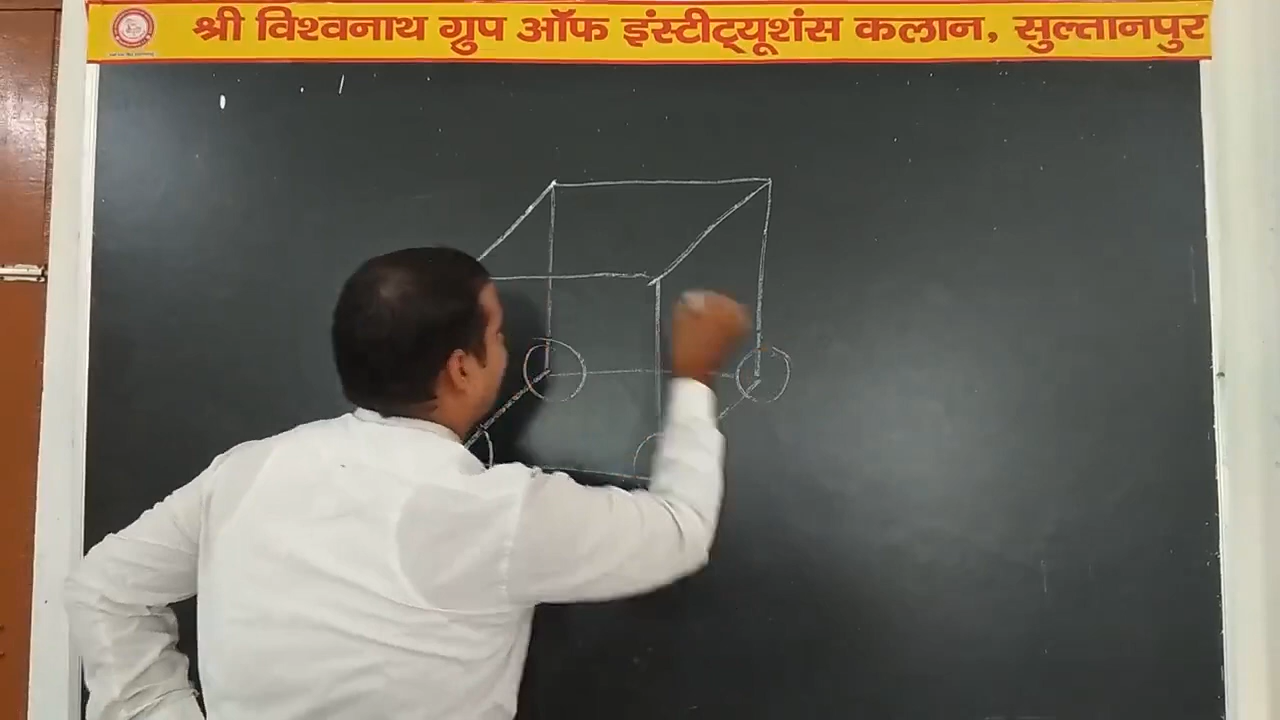 श्री विश्वनाथ ग्रुप ऑफ इंस्टीट्यूशंस कलान, सुल्तानपुर